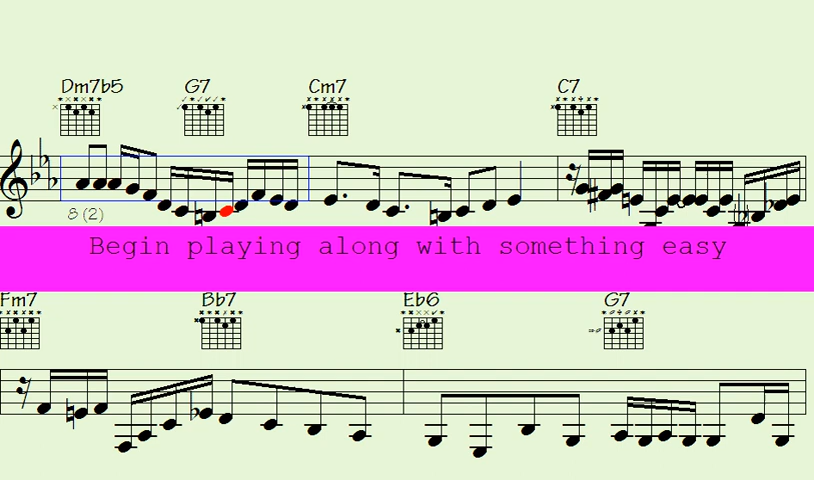 Dm7b5 G7 Cm7 C7
8 (2)
Begin playing along with something easy
Fm7 Bb7 Eb6 G7